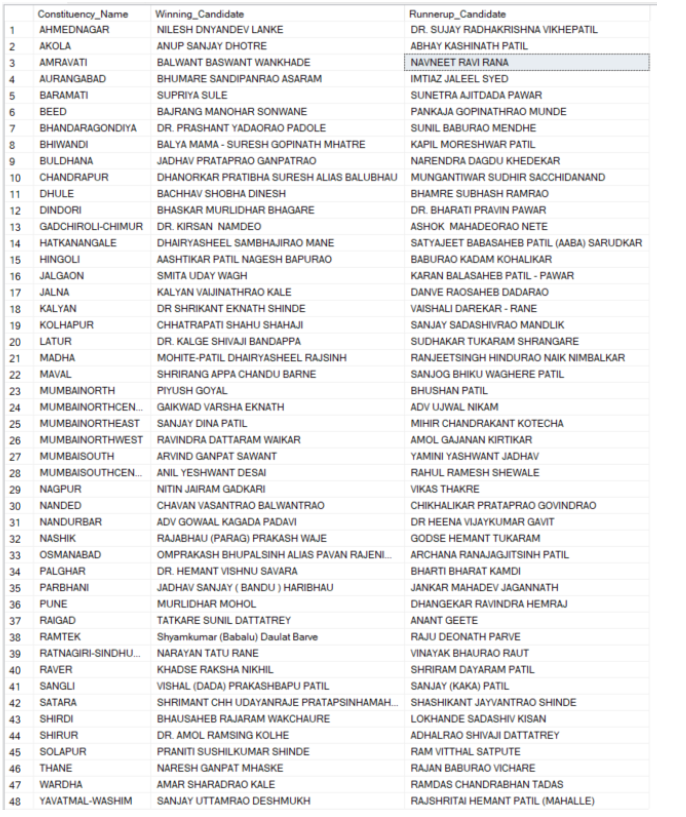 Constituency_Name Winning_Candidate Runnerup_Candidate
1 AHMEDNAGAR NILESH DNYANDEV LANKE DR. SUJAY RADHAKRISHNA VIKHEPATIL
2 AKOLA ANUP SANJAY DHOTRE ABHAY KASHINATH PATIL
3 AMRAVATI BALWANT BASWANT WANKHADE NAVNEET RAVI RANA
4 AURANGABAD BHUMARE SANDIPANRAO ASARAM IMTIAZ JALEEL SYED
5 BARAMATI SUPRIYA SULE SUNETRA AJITDADA PAWAR
6 BEED BAJRANG MANOHAR SONWANE PANKAJA GOPINATHRAO MUNDE
7 BHANDARAGONDIYA DR. PRASHANT YADAORAO PADOLE SUNIL BABURAO MENDHE
8 BHIWANDI BALYA MAMA - SURESH GOPINATH MHATRE KAPIL MORESHWAR PATIL
9 BULDHANA JADHAV PRATAPRAO GANPATRAO NARENDRA DAGDU KHEDEKAR
10 CHANDRAPUR DHANORKAR PRATIBHA SURESH ALIAS BALUBHAU MUNGANTIWAR SUDHIR SACCHIDANAND
11 DHULE BACHHAV SHOBHA DINESH BHAMRE SUBHASH RAMRAO
12 DINDORI BHASKAR MURLIDHAR BHAGARE DR. BHARATI PRAVIN PAWAR
13 GADCHIROLI-CHIMUR DR. KIRSAN NAMDEO ASHOK MAHADEORAO NETE
14 HATKANANGALE DHAIRYASHEEL SAMBHAJIRAO MANE SATYAJEET BABASAHEB PATIL (AABA) SARUDKAR
15 HINGOLI AASHTIKAR PATIL NAGESH BAPURAO BABURAO KADAM KOHALIKAR
16 JALGAON SMITA UDAY WAGH KARAN BALASAHEB PATIL - PAWAR
17 JALNA KALYAN VAIJINATHRAO KALE DANVE RAOSAHEB DADARAO
18 KALYAN DR SHRIKANT EKNATH SHINDE VAISHALI DAREKAR - RANE
19 KOLHAPUR CHHATRAPATI SHAHU SHAHAJI SANJAY SADASHIVRAO MANDLIK
20 LATUR DR. KALGE SHIVAJI BANDAPPA SUDHAKAR TUKARAM SHRANGARE
21 MADHA MOHITE-PATIL DHAIRYASHEEL RAJSINH RANJEETSINGH HINDURAO NAIK NIMBALKAR
22 MAVAL SHRIRANG APPA CHANDU BARNE SANJOG BHIKU WAGHERE PATIL
23 MUMBAINORTH PIYUSH GOYAL BHUSHAN PATIL
24 MUMBAINORTHCEN... GAIKWAD VARSHA EKNATH ADV UJWAL NIKAM
25 MUMBAINORTHEAST SANJAY DINA PATIL MIHIR CHANDRAKANT KOTECHA
26 MUMBAINORTHWEST RAVINDRA DATTARAM WAIKAR AMOL GAJANAN KIRTIKAR
27 MUMBAISOUTH ARVIND GANPAT SAWANT YAMINI YASHWANT JADHAV
28 MUMBAISOUTHCEN... ANIL YESHWANT DESAI RAHUL RAMESH SHEWALE
29 NAGPUR NITIN JAIRAM GADKARI VIKAS THAKRE
30 NANDED CHAVAN VASANTRAO BALWANTRAO CHIKHALIKAR PRATAPRAO GOVINDRAO
31 NANDURBAR ADV GOWAAL KAGADA PADAVI DR HEENA VIJAYKUMAR GAVIT
32 NASHIK RAJABHAU (PARAG) PRAKASH WAJE GODSE HEMANT TUKARAM
33 OSMANABAD OMPRAKASH BHUPALSINH ALIAS PAVAN RAJENI... ARCHANA RANAJAGJITSINH PATIL
34 PALGHAR DR. HEMANT VISHNU SAVARA BHARTI BHARAT KAMDI
35 PARBHANI JADHAV SANJAY ( BANDU ) HARIBHAU JANKAR MAHADEV JAGANNATH
36 PUNE MURLIDHAR MOHOL DHANGEKAR RAVINDRA HEMRAJ
37 RAIGAD TATKARE SUNIL DATTATREY ANANT GEETE
38 RAMTEK Shyamkumar (Babalu) Daulat Barve RAJU DEONATH PARVE
39 RATNAGIRI-SINDHU... NARAYAN TATU RANE VINAYAK BHAURAO RAUT
40 RAVER KHADSE RAKSHA NIKHIL SHRIRAM DAYARAM PATIL
41 SANGLI VISHAL (DADA) PRAKASHBAPU PATIL SANJAY (KAKA) PATIL
42 SATARA SHRIMANT CHH UDAYANRAJE PRATAPSINHAMAH... SHASHIKANT JAYVANTRAO SHINDE
43 SHIRDI BHAUSAHEB RAJARAM WAKCHAURE LOKHANDE SADASHIV KISAN
44 SHIRUR DR. AMOL RAMSING KOLHE ADHALRAO SHIVAJI DATTATREY
45 SOLAPUR PRANITI SUSHILKUMAR SHINDE RAM VITTHAL SATPUTE
46 THANE NARESH GANPAT MHASKE RAJAN BABURAO VICHARE
47 WARDHA AMAR SHARADRAO KALE RAMDAS CHANDRABHAN TADAS
48 YAVATMAL-WASHIM SANJAY UTTAMRAO DESHMUKH RAJSHRITAI HEMANT PATIL (MAHALLE)